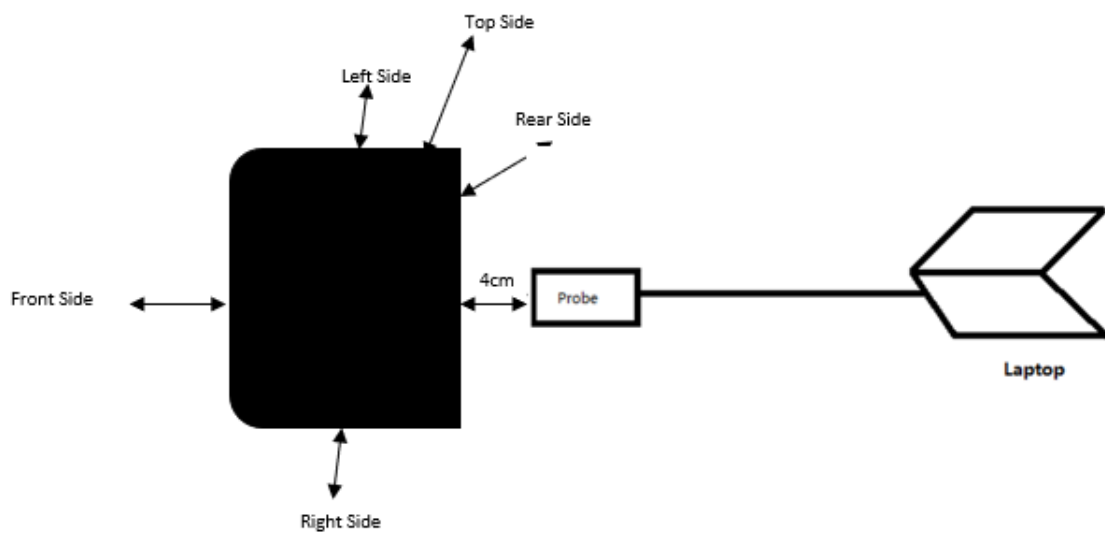 Top Side
Left Side
Rear Side
4cm
Front Side
Probe
Laptop
Right Side